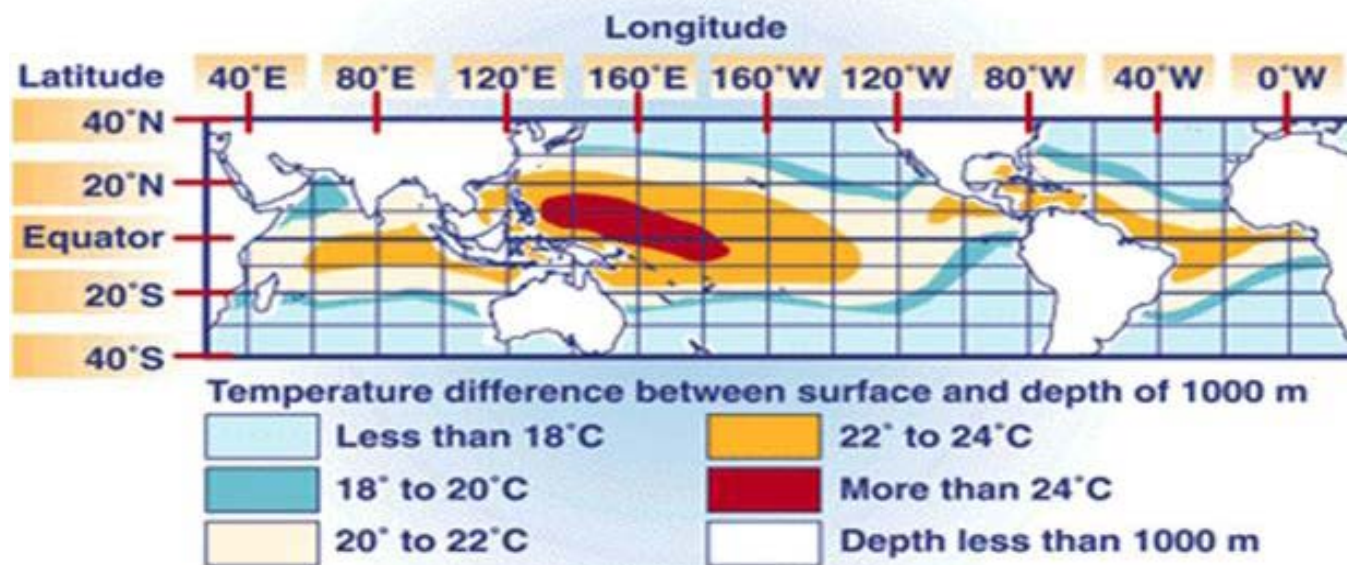 Longitude
Latitude 40°E 80°E 120°E 160°E 160°W 120°W 80°W 40°W 0°W
40°N
20°N
Equator
20°S
40°S
Temperature difference between surface and depth of 1000 m
Less than 18°C 22° to 24°C
18° to 20°C More than 24°C
20° to 22°C Depth less than 1000 m